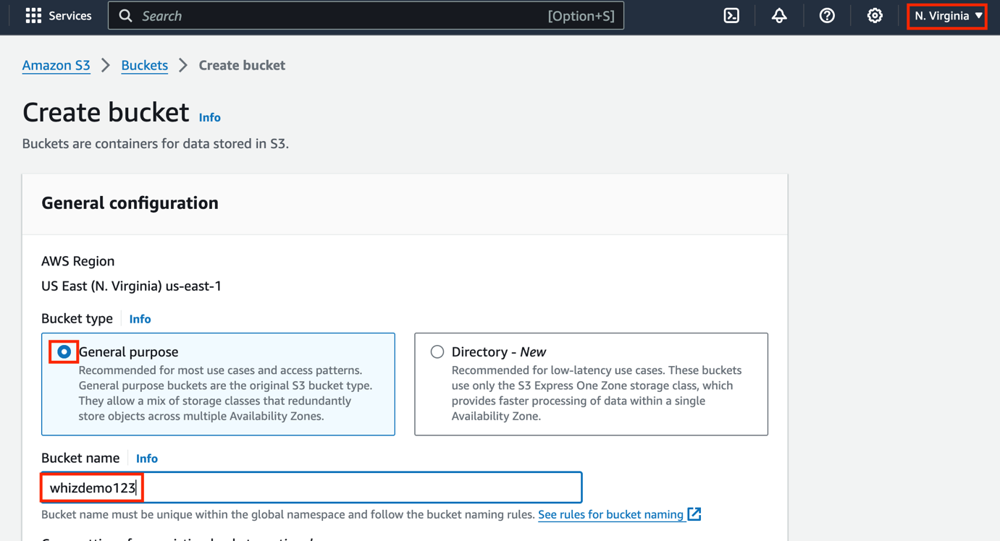 Services
Search
[Option+S]
N. Virginia
Amazon S3
Buckets
Create bucket
Create bucket
Info
Buckets are containers for data stored in S3.
General configuration
AWS Region
US East (N. Virginia) us-east-1
Bucket type
Info
General purpose
Recommended for most use cases and access patterns.
General purpose buckets are the original S3 bucket type.
They allow a mix of storage classes that redundantly
store objects across multiple Availability Zones.
Directory - New
Recommended for low-latency use cases. These buckets
use only the S3 Express One Zone storage class, which
provides faster processing of data within a single
Availability Zone.
Bucket name
Info
whizdemo123
Bucket name must be unique within the global namespace and follow the bucket naming rules. See rules for bucket naming